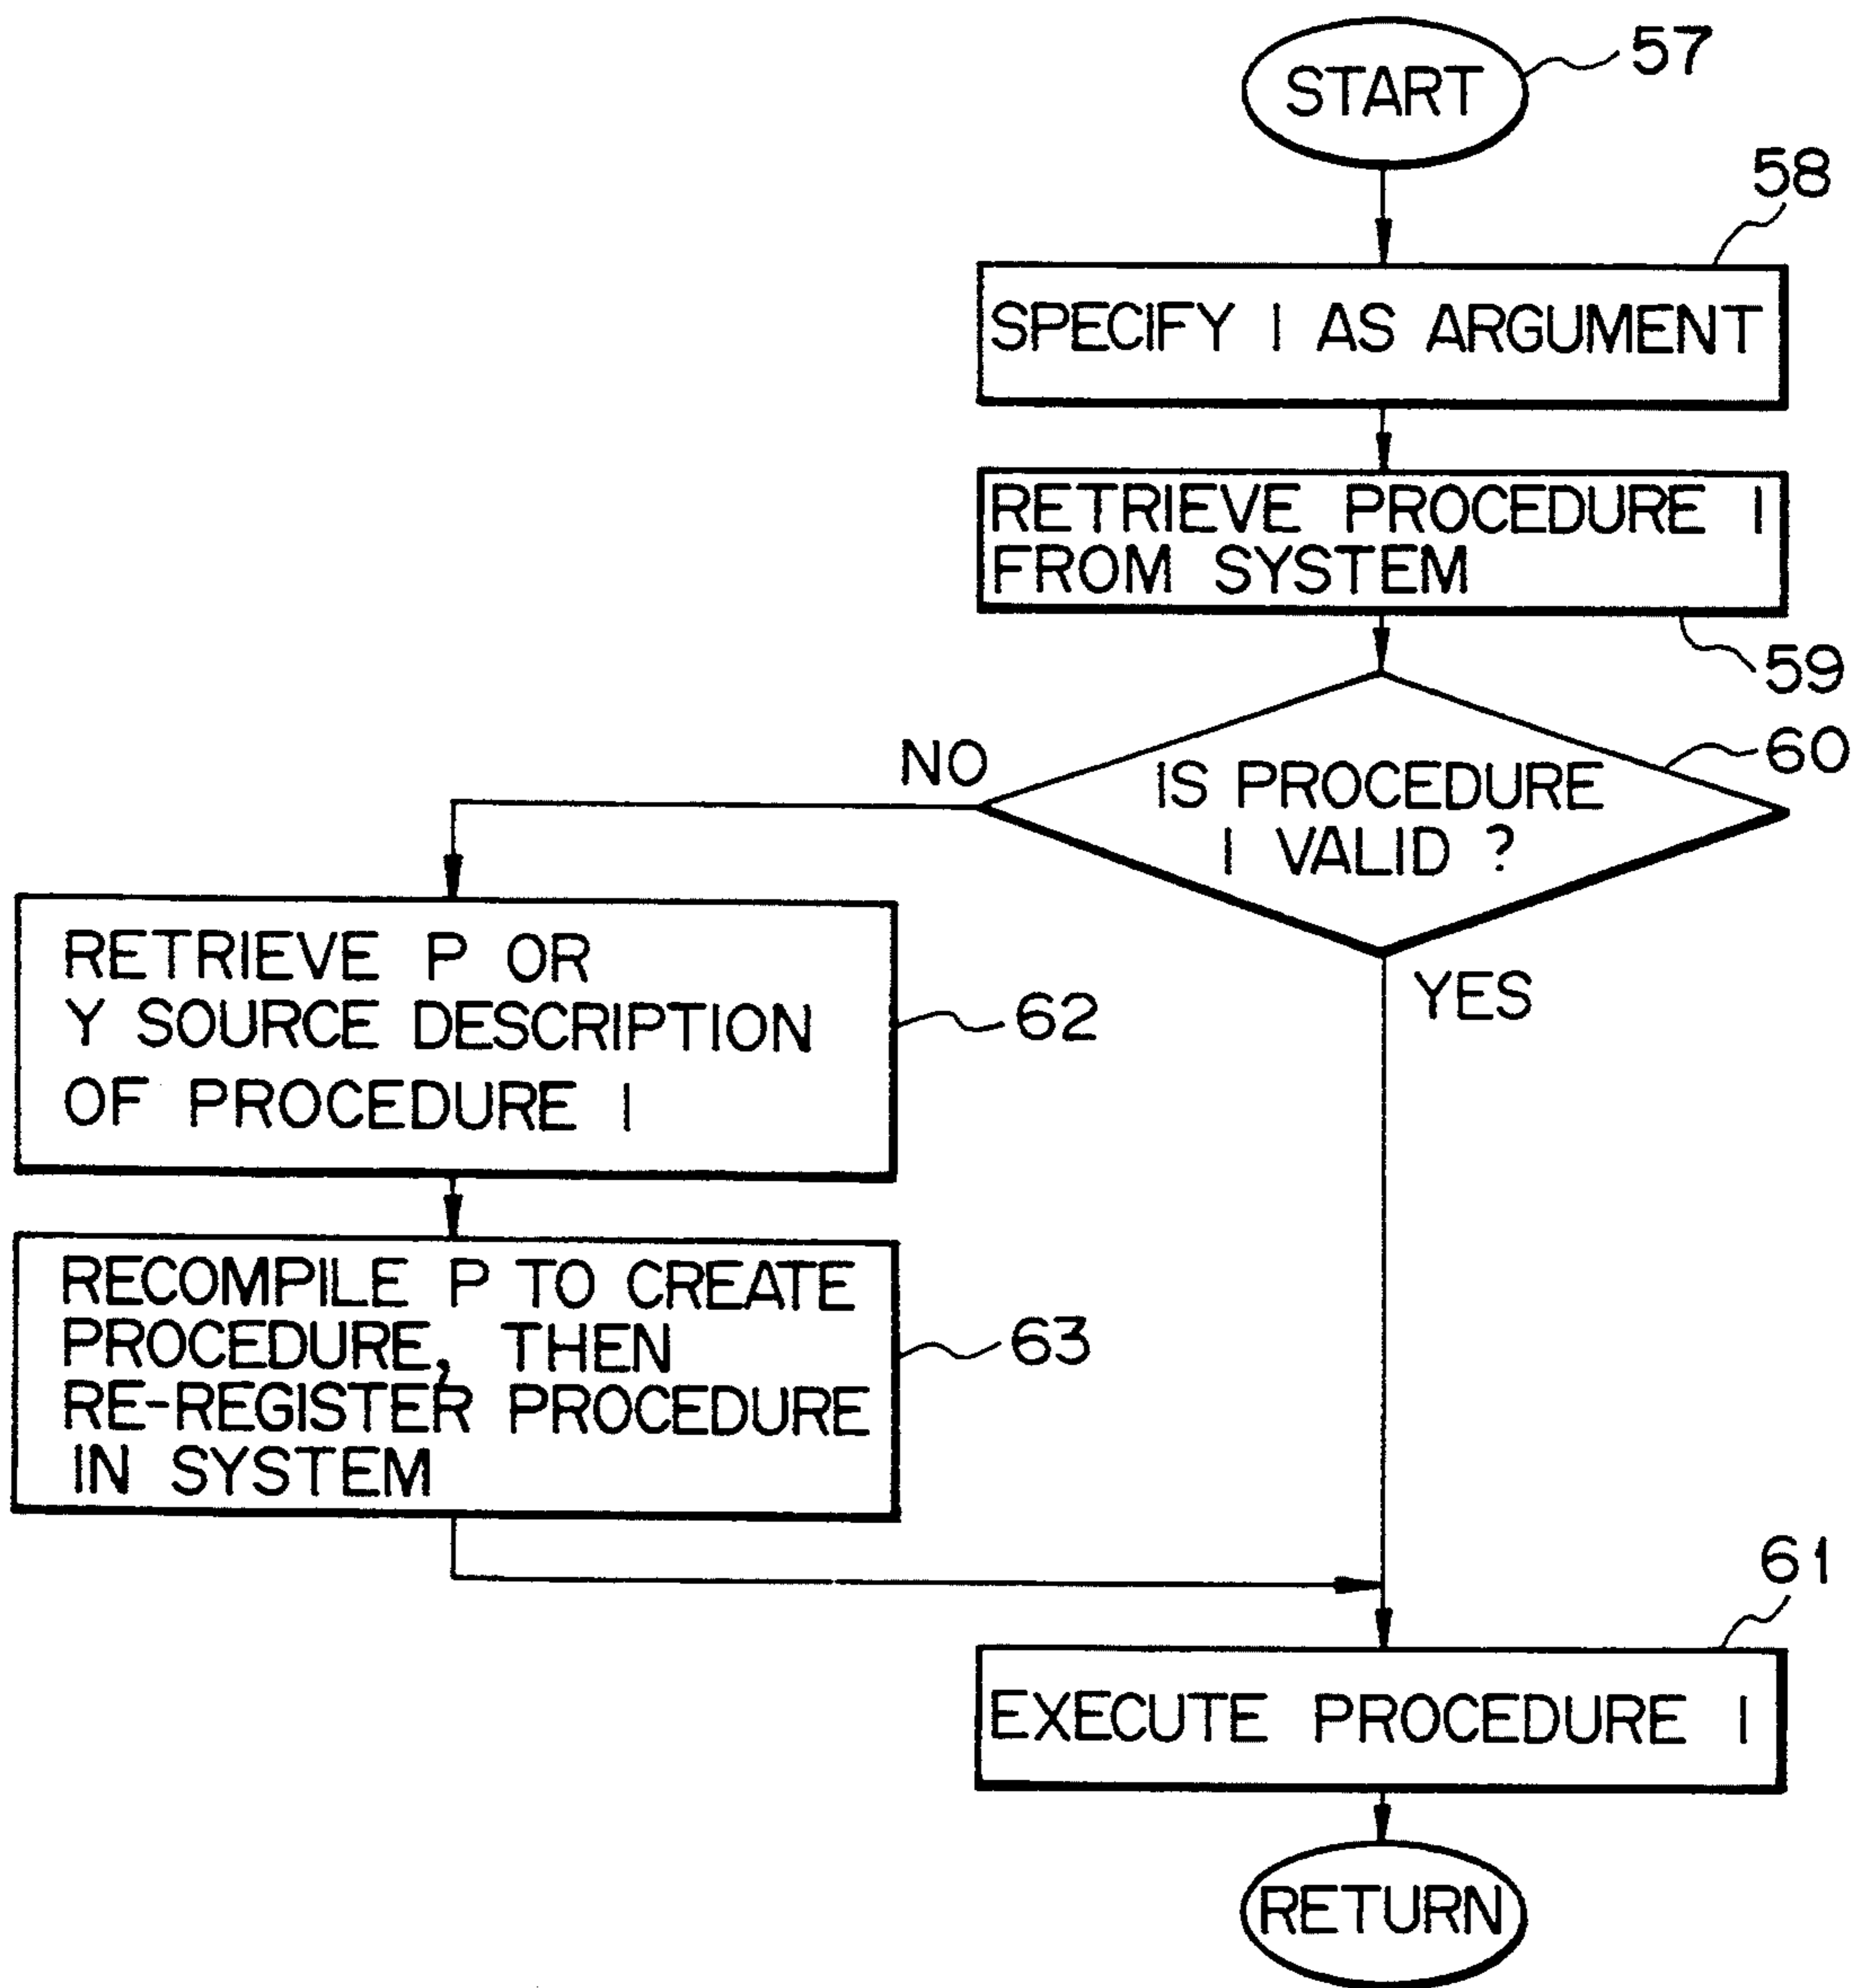 START
57
58
SPECIFY I AS ARGUMENT
RETRIEVE PROCEDURE I
FROM SYSTEM
59
60
IS PROCEDURE
I VALID ?
NO
YES
RETRIEVE P OR
Y SOURCE DESCRIPTION
OF PROCEDURE I
62
RECOMPILE P TO CREATE
PROCEDURE, THEN
RE-REGISTER PROCEDURE
IN SYSTEM
63
61
EXECUTE PROCEDURE I
RETURN